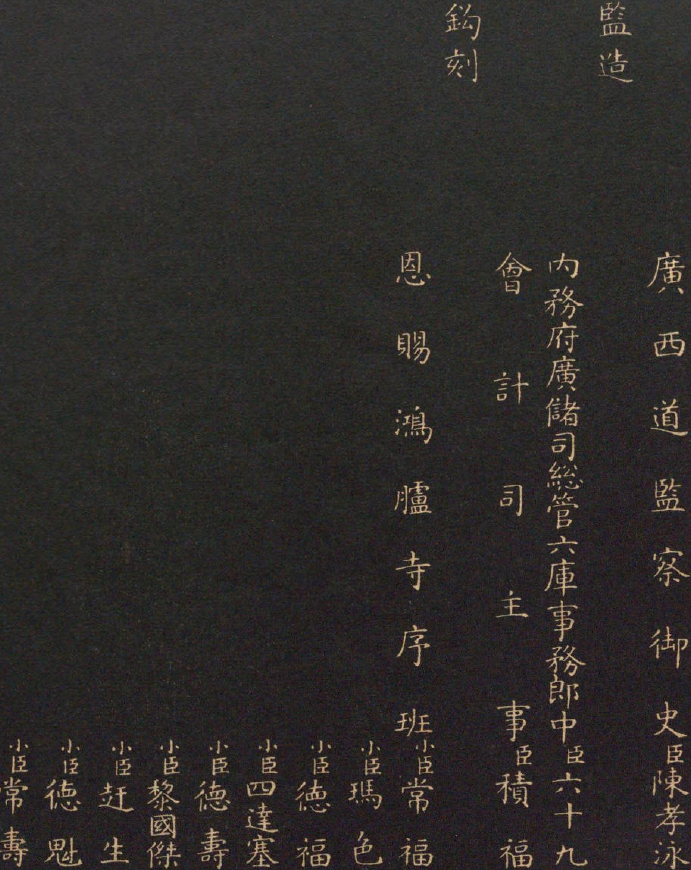 廣西道監察御史臣陳孝泳
監造
內務府廣儲司總管六庫事務郎中臣六十九
會計司主事臣積福
鈎刻
恩賜鴻臚寺序班小臣常福
小臣瑪色
小臣德福
小臣四達塞
小臣德壽
小臣黎國傑
小臣赶生
小臣德魁
小臣常壽